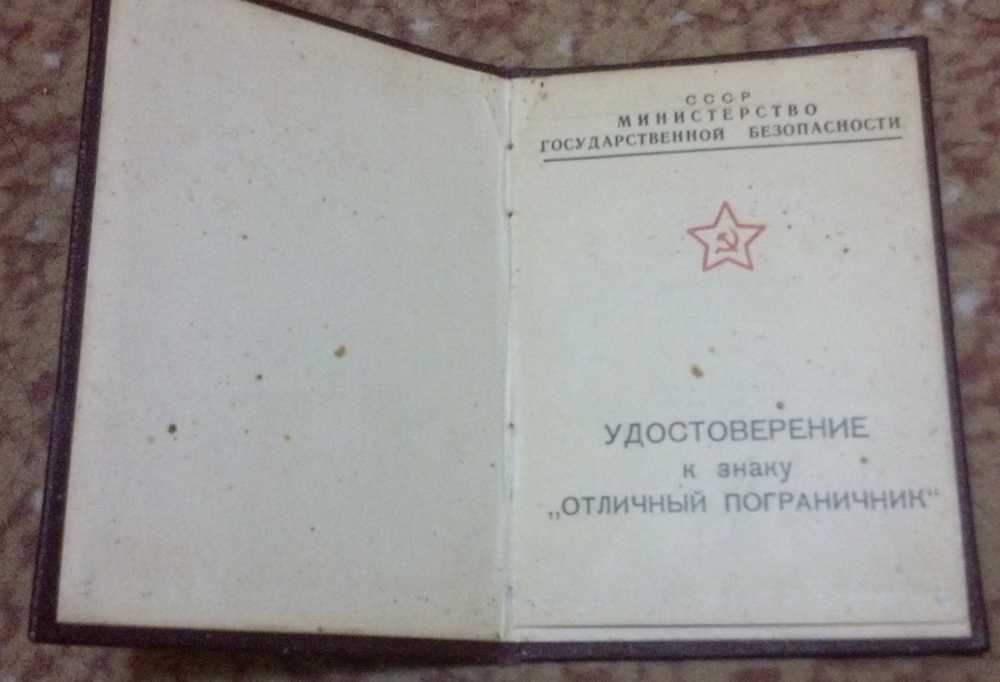 СССР
МИНИСТЕРСТВО
ГОСУДАРСТВЕННОЙ БЕЗОПАСНОСТИ
УДОСТОВЕРЕНИЕ
к знаку
„ОТЛИЧНЫЙ ПОГРАНИЧНИК“